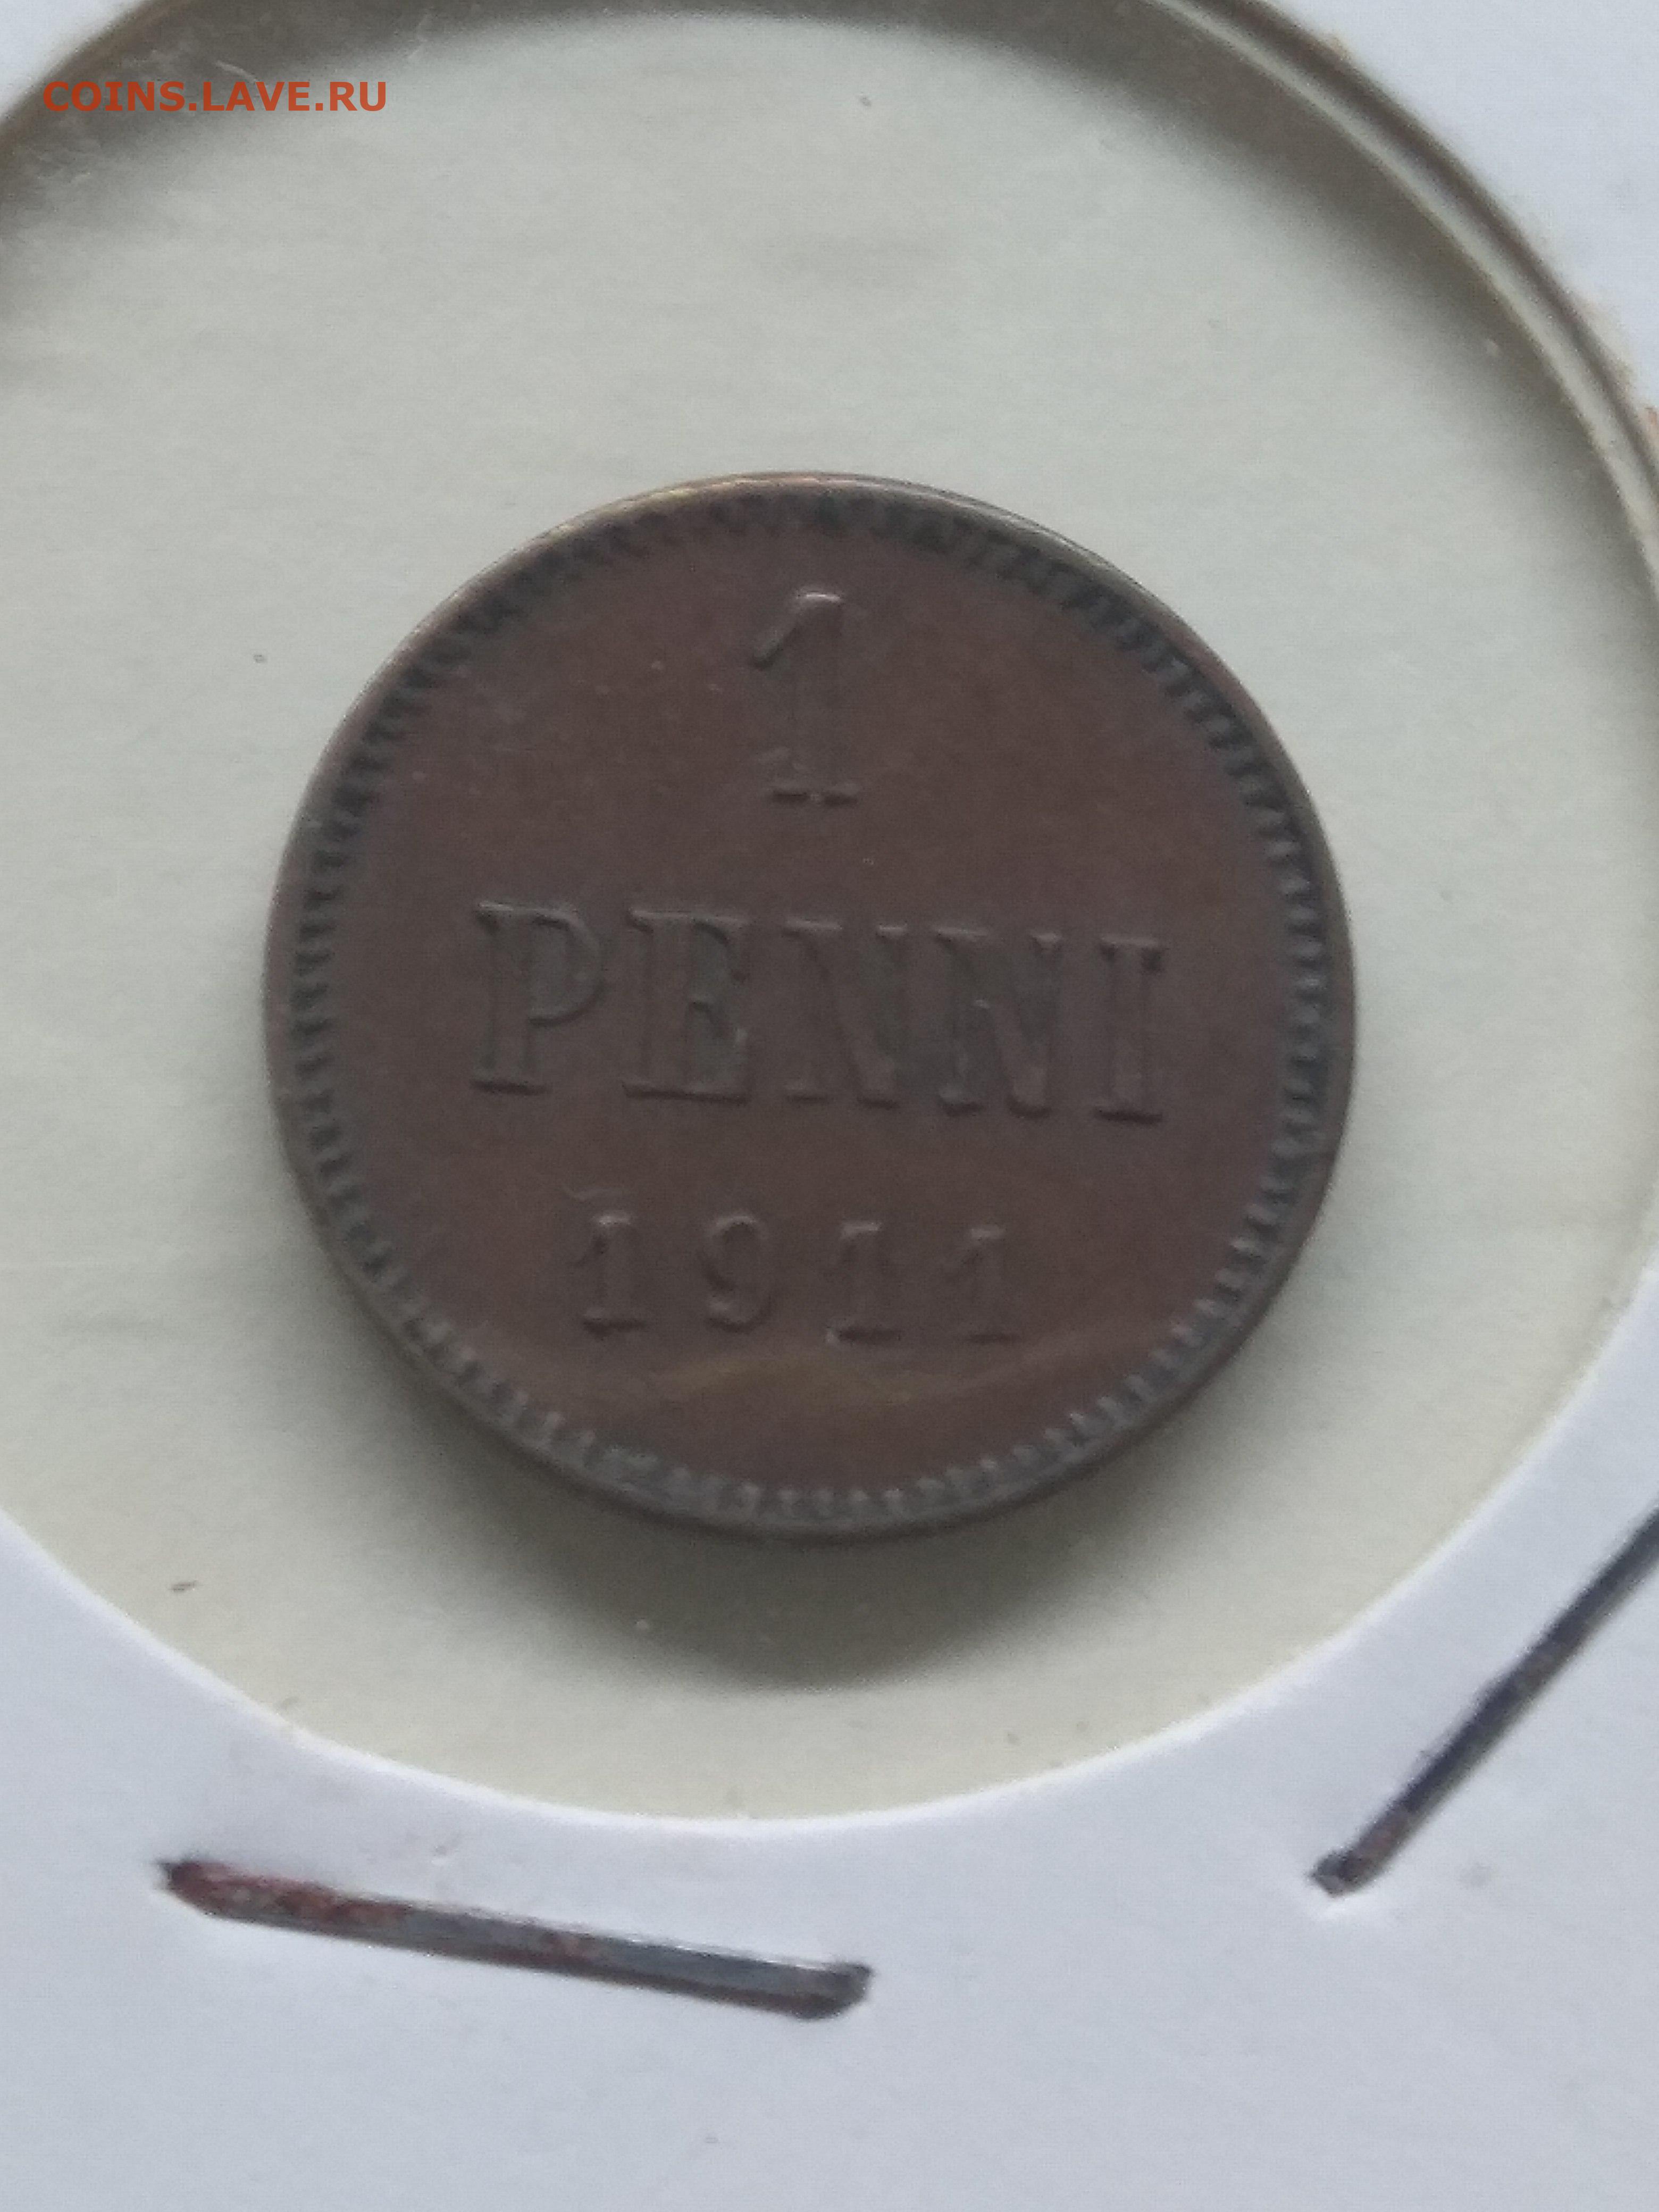 COINS.LAVE.RU
1
PENNI
1911